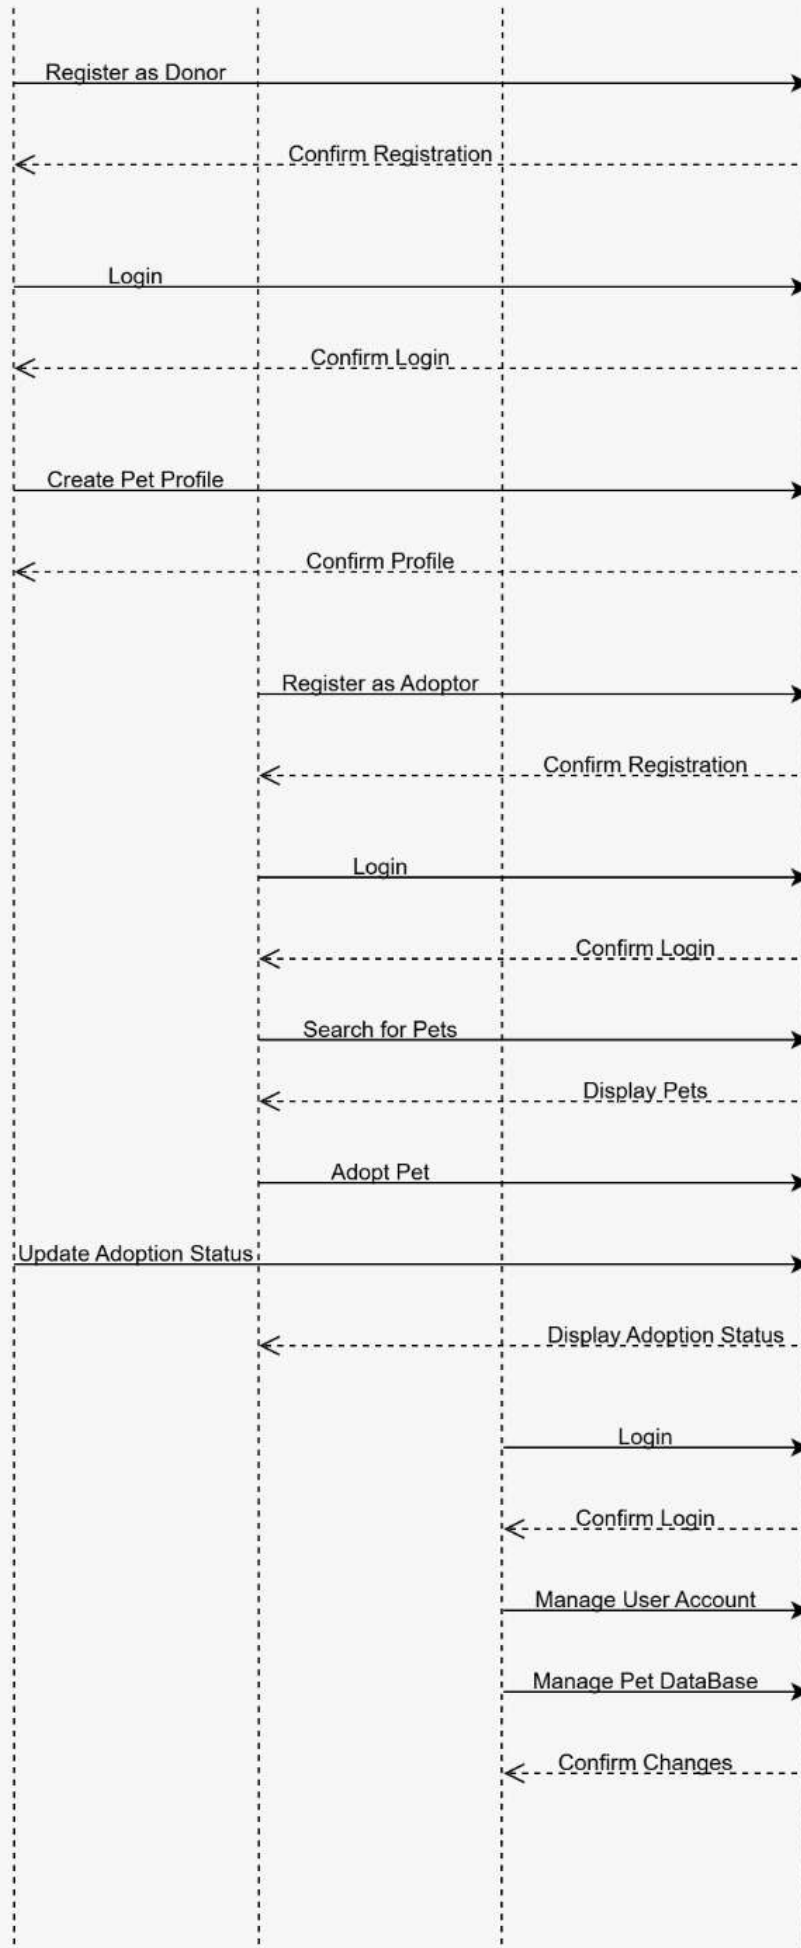 Register as Donor
Confirm Registration
Login
Confirm Login
Create Pet Profile
Confirm Profile
Register as Adoptor
Confirm Registration
Login
Confirm Login
Search for Pets
Display Pets
Adopt Pet
Update Adoption Status
Display Adoption Status
Login
Confirm Login
Manage User Account
Manage Pet DataBase
Confirm Changes